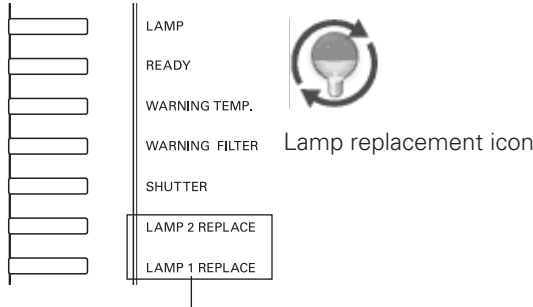 LAMP
READY
WARNING TEMP.
WARNING FILTER
SHUTTER
LAMP 2 REPLACE
LAMP 1 REPLACE
Lamp replacement icon